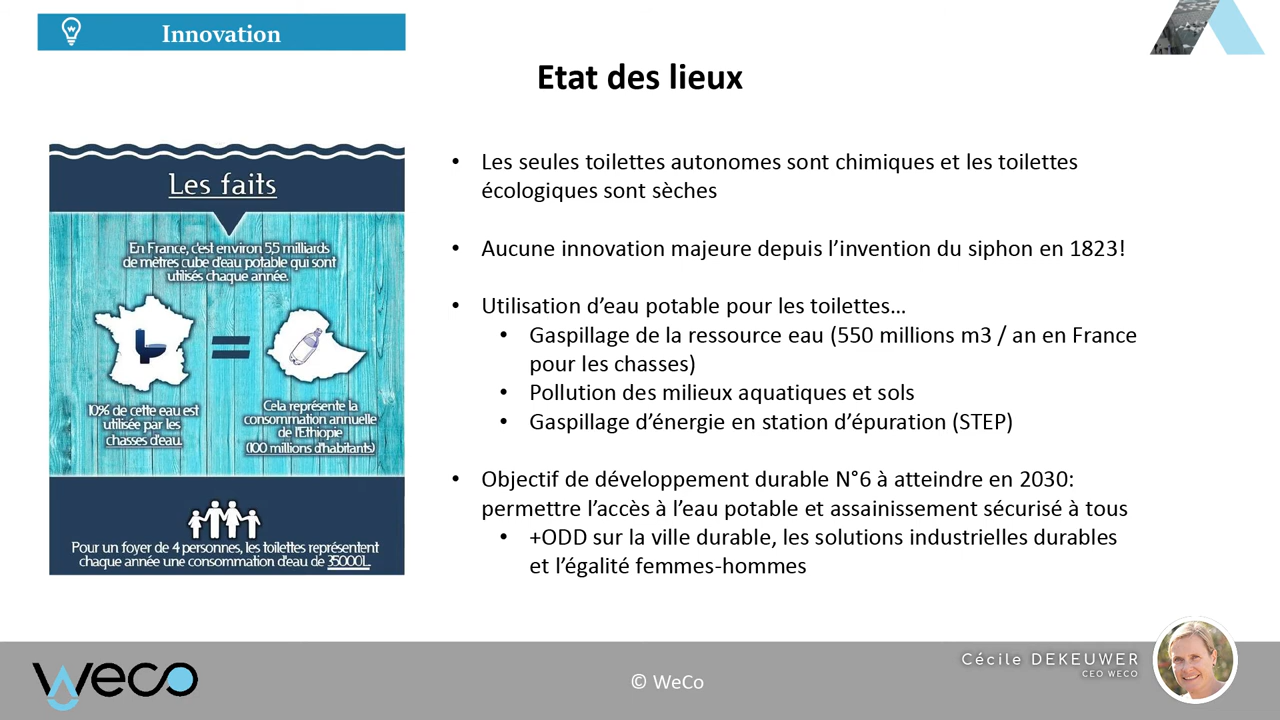 Innovation
Etat des lieux
Les faits
En France, c'est environ 5,5 milliards
de mètres cube d'eau potable qui sont
utilisés chaque année.
10% de cette eau est
utilisée par les
chasses d'eau.
Cela représente la
consommation annuelle
de l'Ethiopie
(100 millions d'habitants)
Pour un foyer de 4 personnes, les toilettes représentent
chaque année une consommation d'eau de 35000L.
• Les seules toilettes autonomes sont chimiques et les toilettes
écologiques sont sèches
• Aucune innovation majeure depuis l’invention du siphon en 1823!
• Utilisation d’eau potable pour les toilettes…
• Gaspillage de la ressource eau (550 millions m3 / an en France
pour les chasses)
• Pollution des milieux aquatiques et sols
• Gaspillage d’énergie en station d’épuration (STEP)
• Objectif de développement durable N°6 à atteindre en 2030:
permettre l’accès à l’eau potable et assainissement sécurisé à tous
• +ODD sur la ville durable, les solutions industrielles durables
et l’égalité femmes-hommes
weco
© WeCo
Cécile DEKEUWER
CEO WECO